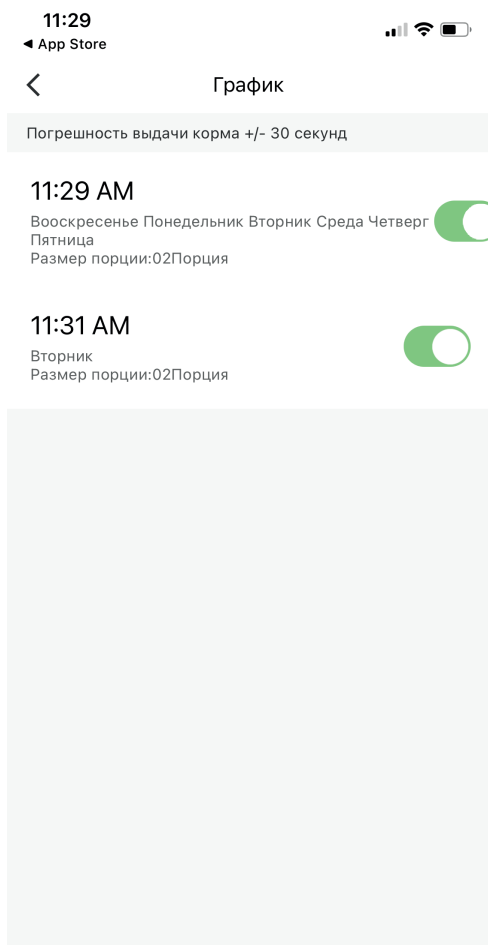 11:29
◀ App Store
График
Погрешность выдачи корма +/- 30 секунд
11:29 AM
Вооскресенье Понедельник Вторник Среда Четверг
Пятница
Размер порции:02Порция
11:31 AM
Вторник
Размер порции:02Порция